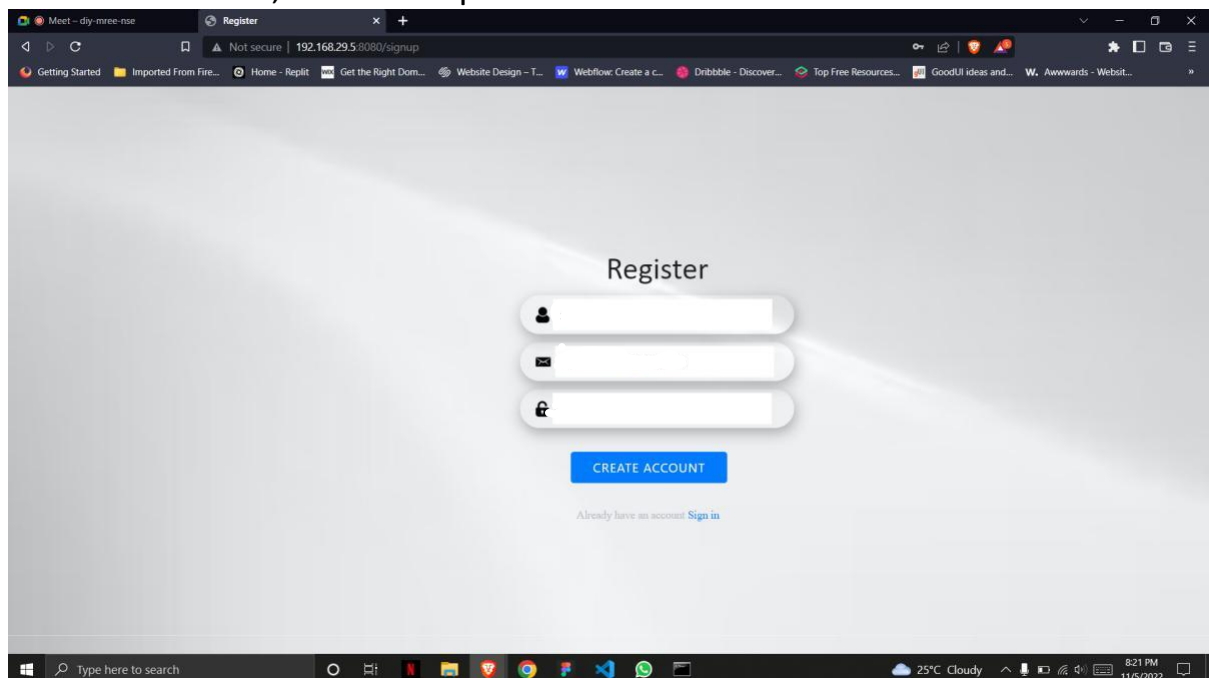 Meet – diy-mree-nse
Register
Not secure | 192.168.29.5:8080/signup
Getting Started Imported From Fire... Home - Replit Get the Right Dom... Website Design – T... Webflow: Create a c... Dribbble - Discover... Top Free Resources... GoodUI ideas and... W. Awwwards - Websit... »
Register
CREATE ACCOUNT
Already have an account Sign in
Type here to search
25°C Cloudy
8:21 PM
11/5/2022